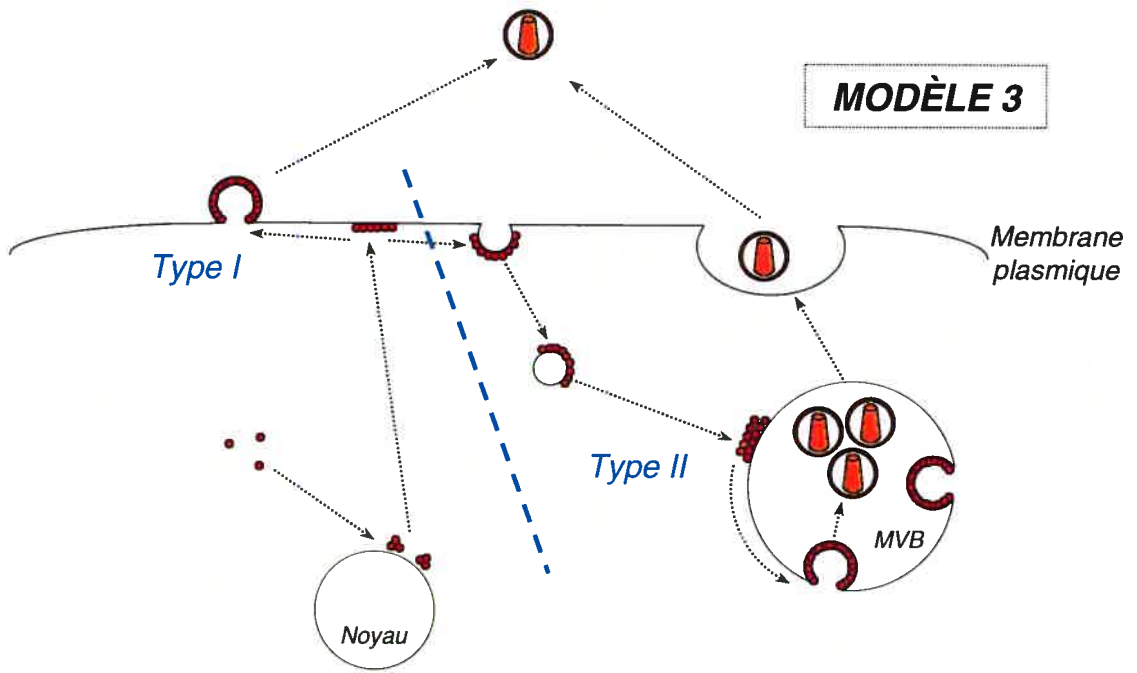 MODÈLE 3
Membrane
plasmique
Type I
Type II
MVB
Noyau